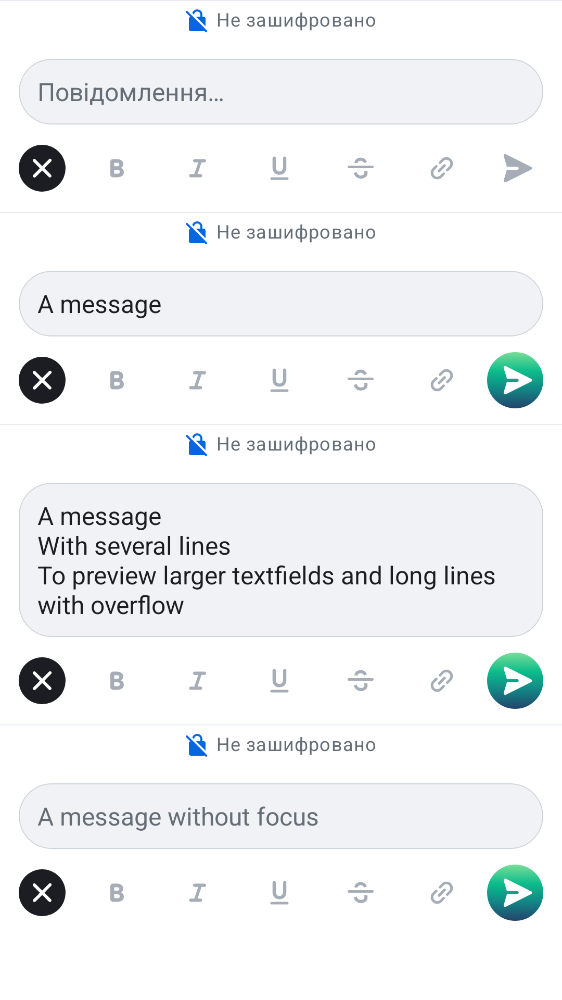 Не зашифровано
Повідомлення…
B I U S
Не зашифровано
A message
B I U S
Не зашифровано
A message
With several lines
To preview larger textfields and long lines
with overflow
B I U S
Не зашифровано
A message without focus
B I U S